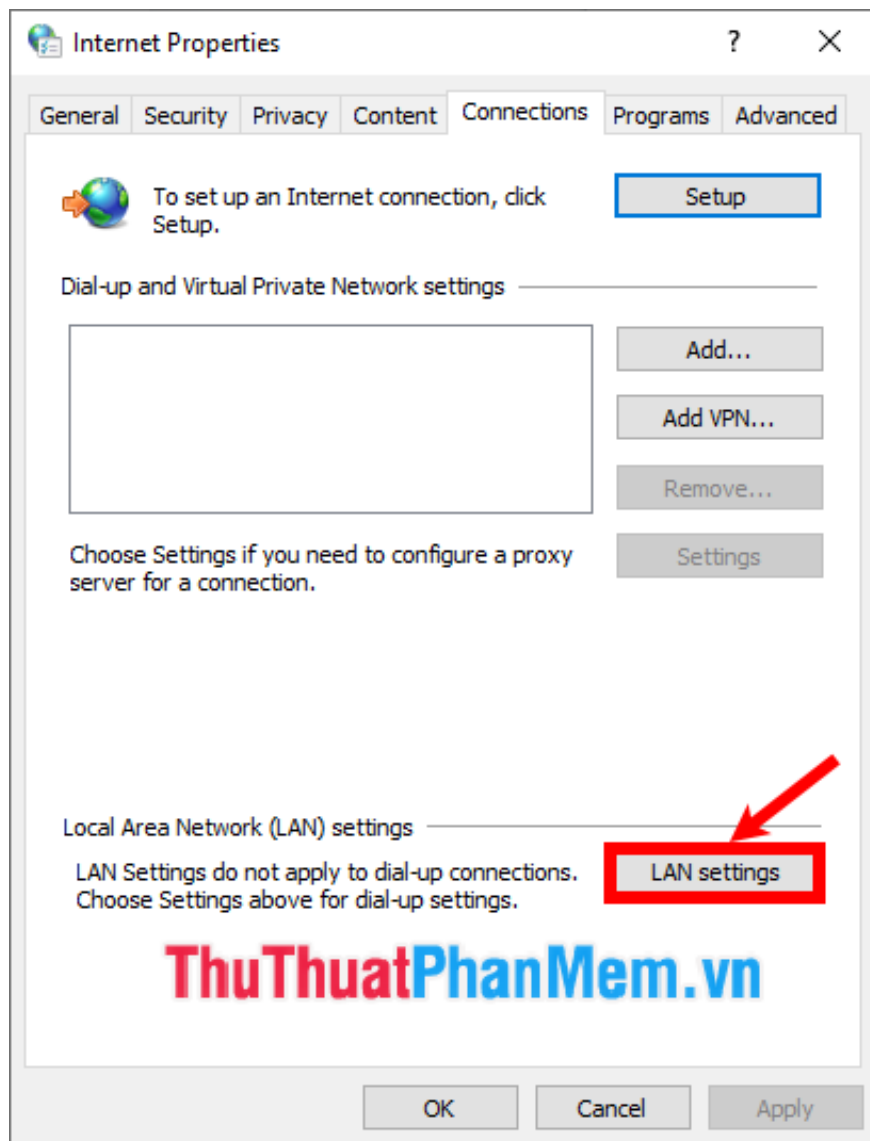 Internet Properties
?
General Security Privacy Content Connections Programs Advanced
To set up an Internet connection, click
Setup.
Setup
Dial-up and Virtual Private Network settings
Add...
Add VPN...
Remove...
Choose Settings if you need to configure a proxy
server for a connection.
Settings
Local Area Network (LAN) settings
LAN Settings do not apply to dial-up connections.
Choose Settings above for dial-up settings.
LAN settings
ThuThuatPhanMem.vn
OK Cancel Apply